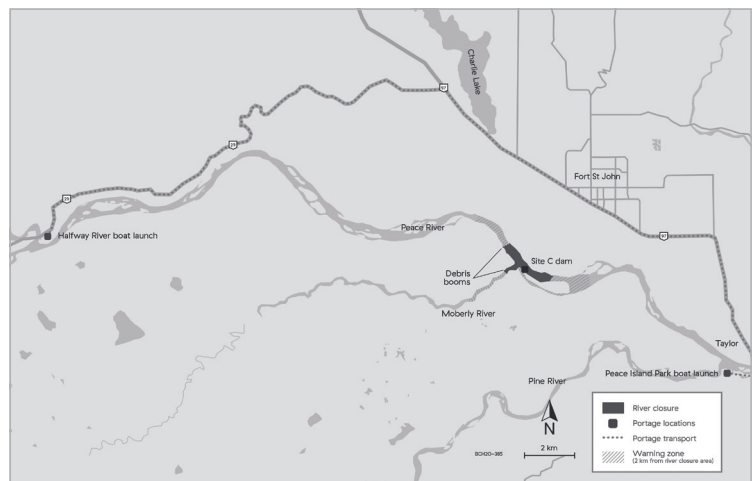 Charlie Lake
97
29
Fort St John
29
Peace River
97
Halfway River boat launch
Site C dam
Debris
booms
Moberly River
Taylor
Peace Island Park boat launch
Pine River
N
BCH20-385
2 km
River closure
Portage locations
Portage transport
Warning zone
(2 km from river closure area)